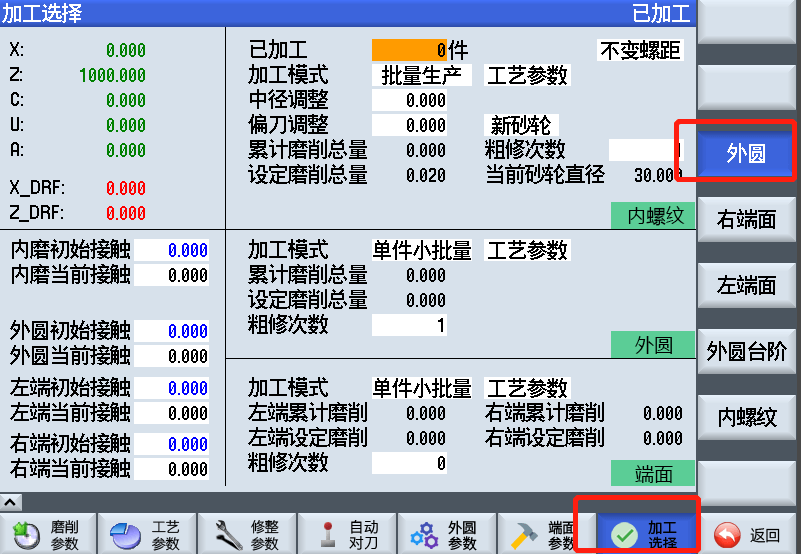 加工选择 已加工
X: 0.000
Z: 1000.000
C: 0.000
U: 0.000
A: 0.000
X_DRF: 0.000
Z_DRF: 0.000
已加工 0件 不变螺距
加工模式 批量生产 工艺参数
中径调整 0.000
偏刀调整 0.000 新砂轮
累计磨削总量 0.000 粗修次数 1
设定磨削总量 0.020 当前砂轮直径 30.000
内螺纹
内磨初始接触 0.000
内磨当前接触 0.000
外圆初始接触 0.000
外圆当前接触 0.000
左端初始接触 0.000
左端当前接触 0.000
右端初始接触 0.000
右端当前接触 0.000
加工模式 单件小批量 工艺参数
累计磨削总量 0.000
设定磨削总量 0.000
粗修次数 1
外圆
加工模式 单件小批量 工艺参数
左端累计磨削 0.000 右端累计磨削 0.000
左端设定磨削 0.000 右端设定磨削 0.000
粗修次数 0
端面
外圆
右端面
左端面
外圆台阶
内螺纹
磨削
参数
工艺
参数
修整
参数
自动
对刀
外圆
参数
端面
参数
加工
选择
返回